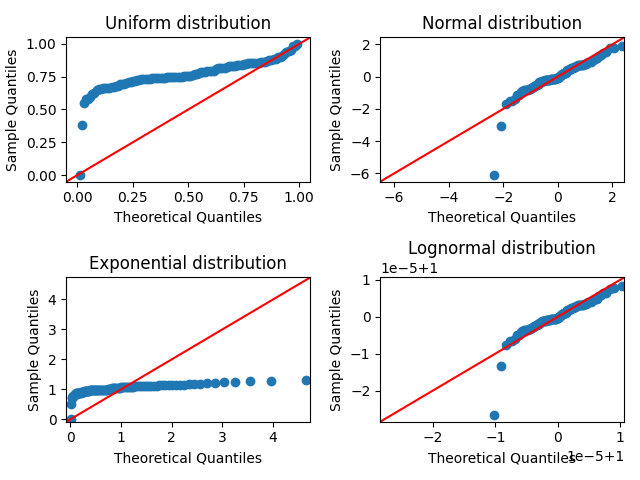 Uniform distribution
Normal distribution
1.00
0.75
0.50
0.25
0.00
Sample Quantiles
0.00 0.25 0.50 0.75 1.00
Theoretical Quantiles
2
0
−2
−4
−6
Sample Quantiles
−6 −4 −2 0 2
Theoretical Quantiles
Exponential distribution
Lognormal distribution
4
3
2
1
0
Sample Quantiles
0 1 2 3 4
Theoretical Quantiles
1e−5+1
1
0
−1
−2
Sample Quantiles
−2 −1 0 1
Theoretical Quantiles
1e−5+1